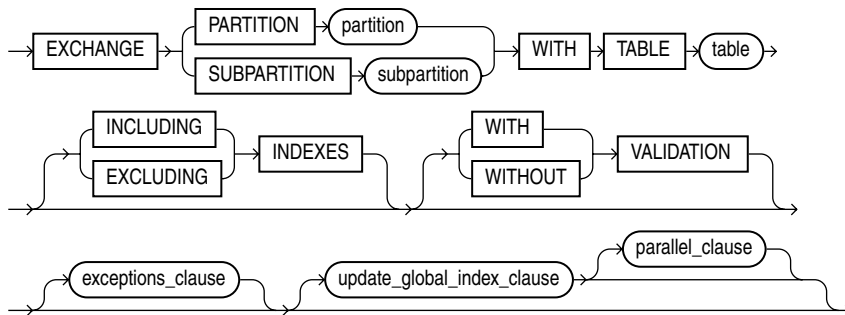 EXCHANGE PARTITION partition WITH TABLE table
SUBPARTITION subpartition
INCLUDING INDEXES WITH VALIDATION
EXCLUDING WITHOUT
exceptions_clause update_global_index_clause parallel_clause